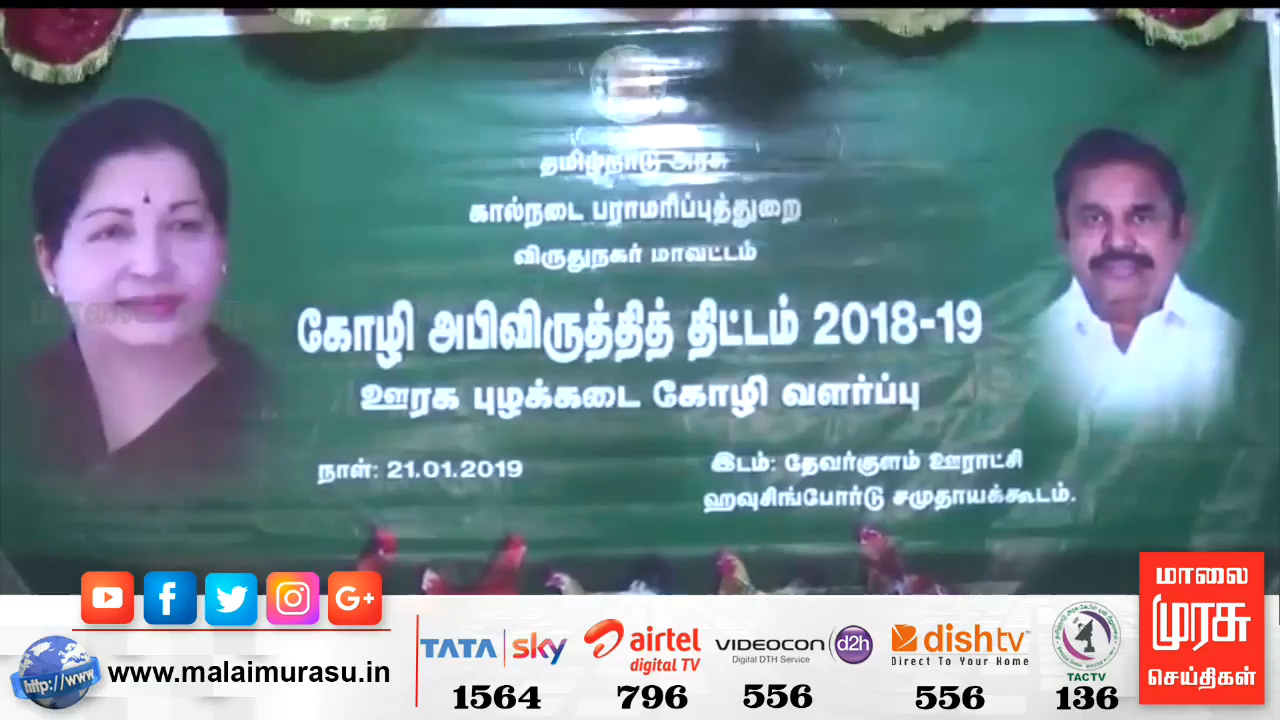 தமிழ்நாடு அரசு
கால்நடை பராமரிப்புத்துறை
விருதுநகர் மாவட்டம்
கோழி அபிவிருத்தித் திட்டம் 2018-19
ஊரக புழக்கடை கோழி வளர்ப்பு
நாள்: 21.01.2019
இடம்: தேவர்குளம் ஊராட்சி
ஹவுசிங்போர்டு சமுதாயக்கூடம்.
மாலை
முரசு
செய்திகள்
http://www
www.malaimurasu.in
TATA sky
1564
airtel
digital TV
796
VIDEOCON d2h
Digital DTH Service
556
dishtv
Direct To Your Home
556
TACTV
136
G+